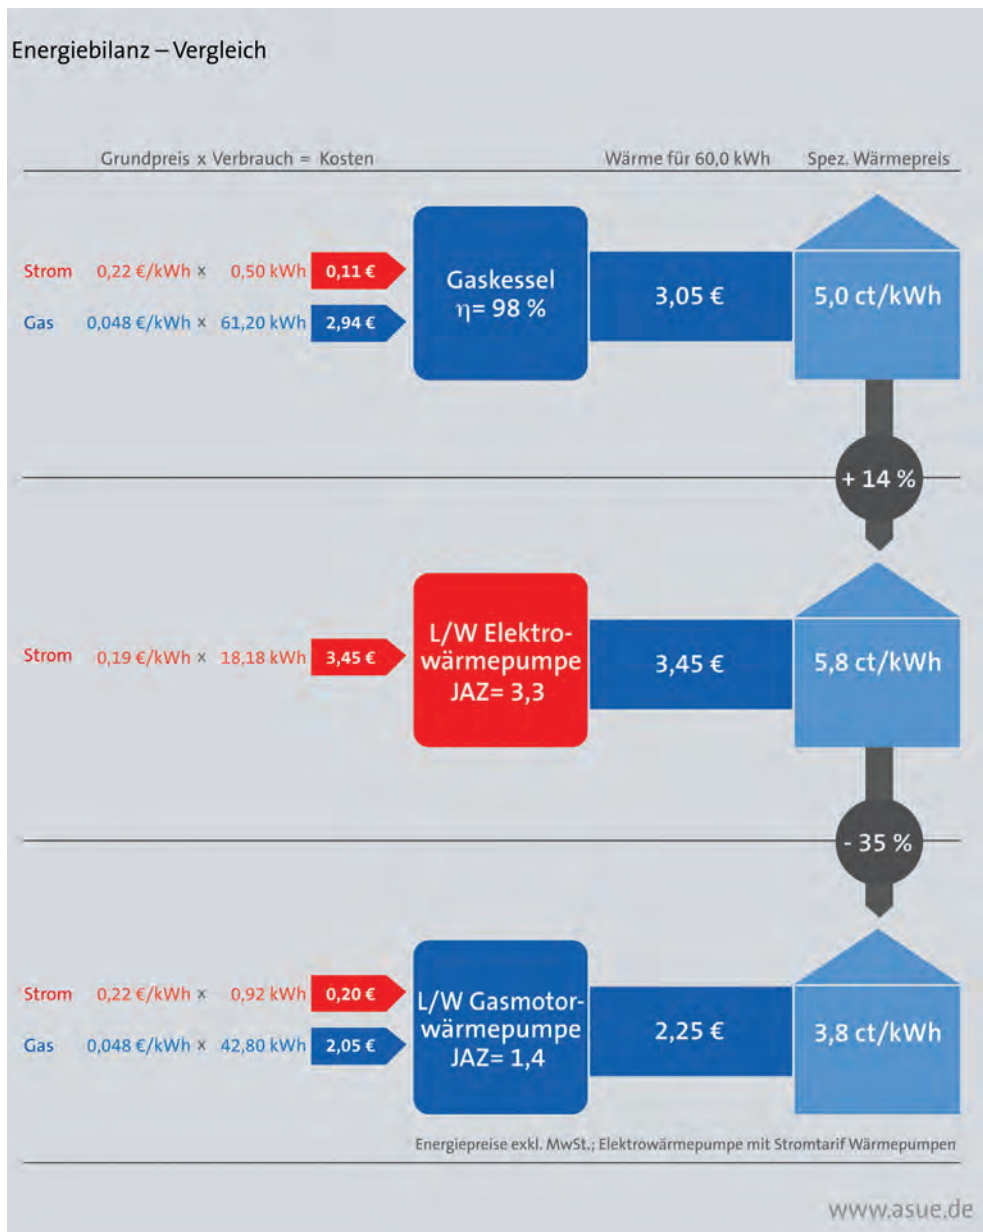 Energiebilanz – Vergleich
Grundpreis x Verbrauch = Kosten Wärme für 60,0 kWh Spez. Wärmepreis
Strom 0,22 €/kWh x 0,50 kWh 0,11 €
Gas 0,048 €/kWh x 61,20 kWh 2,94 €
Gaskessel
η= 98 %
3,05 €
5,0 ct/kWh
+ 14 %
Strom 0,19 €/kWh x 18,18 kWh 3,45 €
L/W Elektro-
wärmepumpe
JAZ= 3,3
3,45 €
5,8 ct/kWh
- 35 %
Strom 0,22 €/kWh x 0,92 kWh 0,20 €
Gas 0,048 €/kWh x 42,80 kWh 2,05 €
L/W Gasmotor-
wärmepumpe
JAZ= 1,4
2,25 €
3,8 ct/kWh
Energiepreise exkl. MwSt.; Elektrowärmepumpe mit Stromtarif Wärmepumpen
www.asue.de